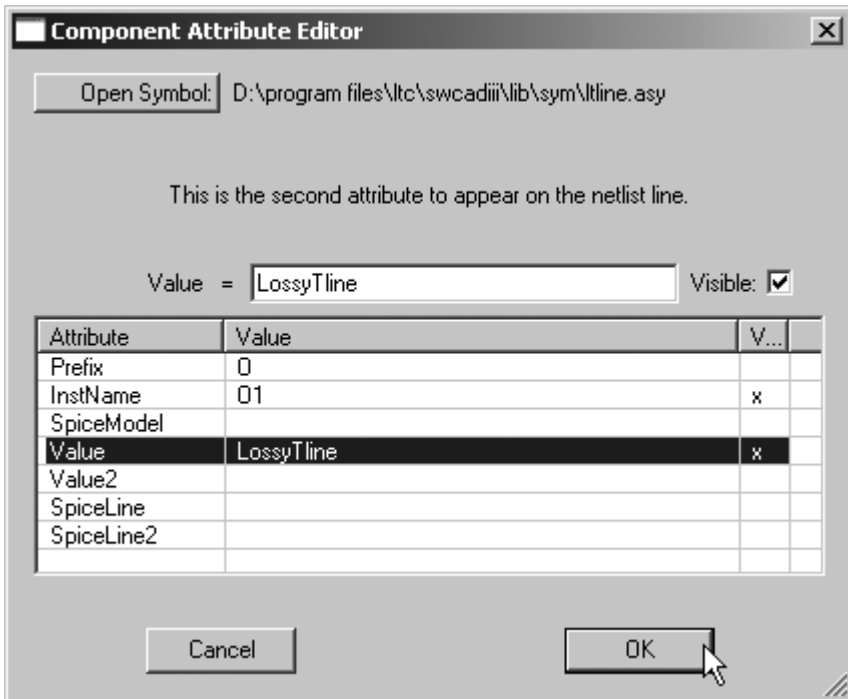 Component Attribute Editor
Open Symbol: D:\program files\ltc\swcadiii\lib\sym\ltline.asy
This is the second attribute to appear on the netlist line.
Value = LossyTline Visible:
Attribute Value V...
Prefix O
InstName O1 x
SpiceModel
Value LossyTline x
Value2
SpiceLine
SpiceLine2
Cancel OK